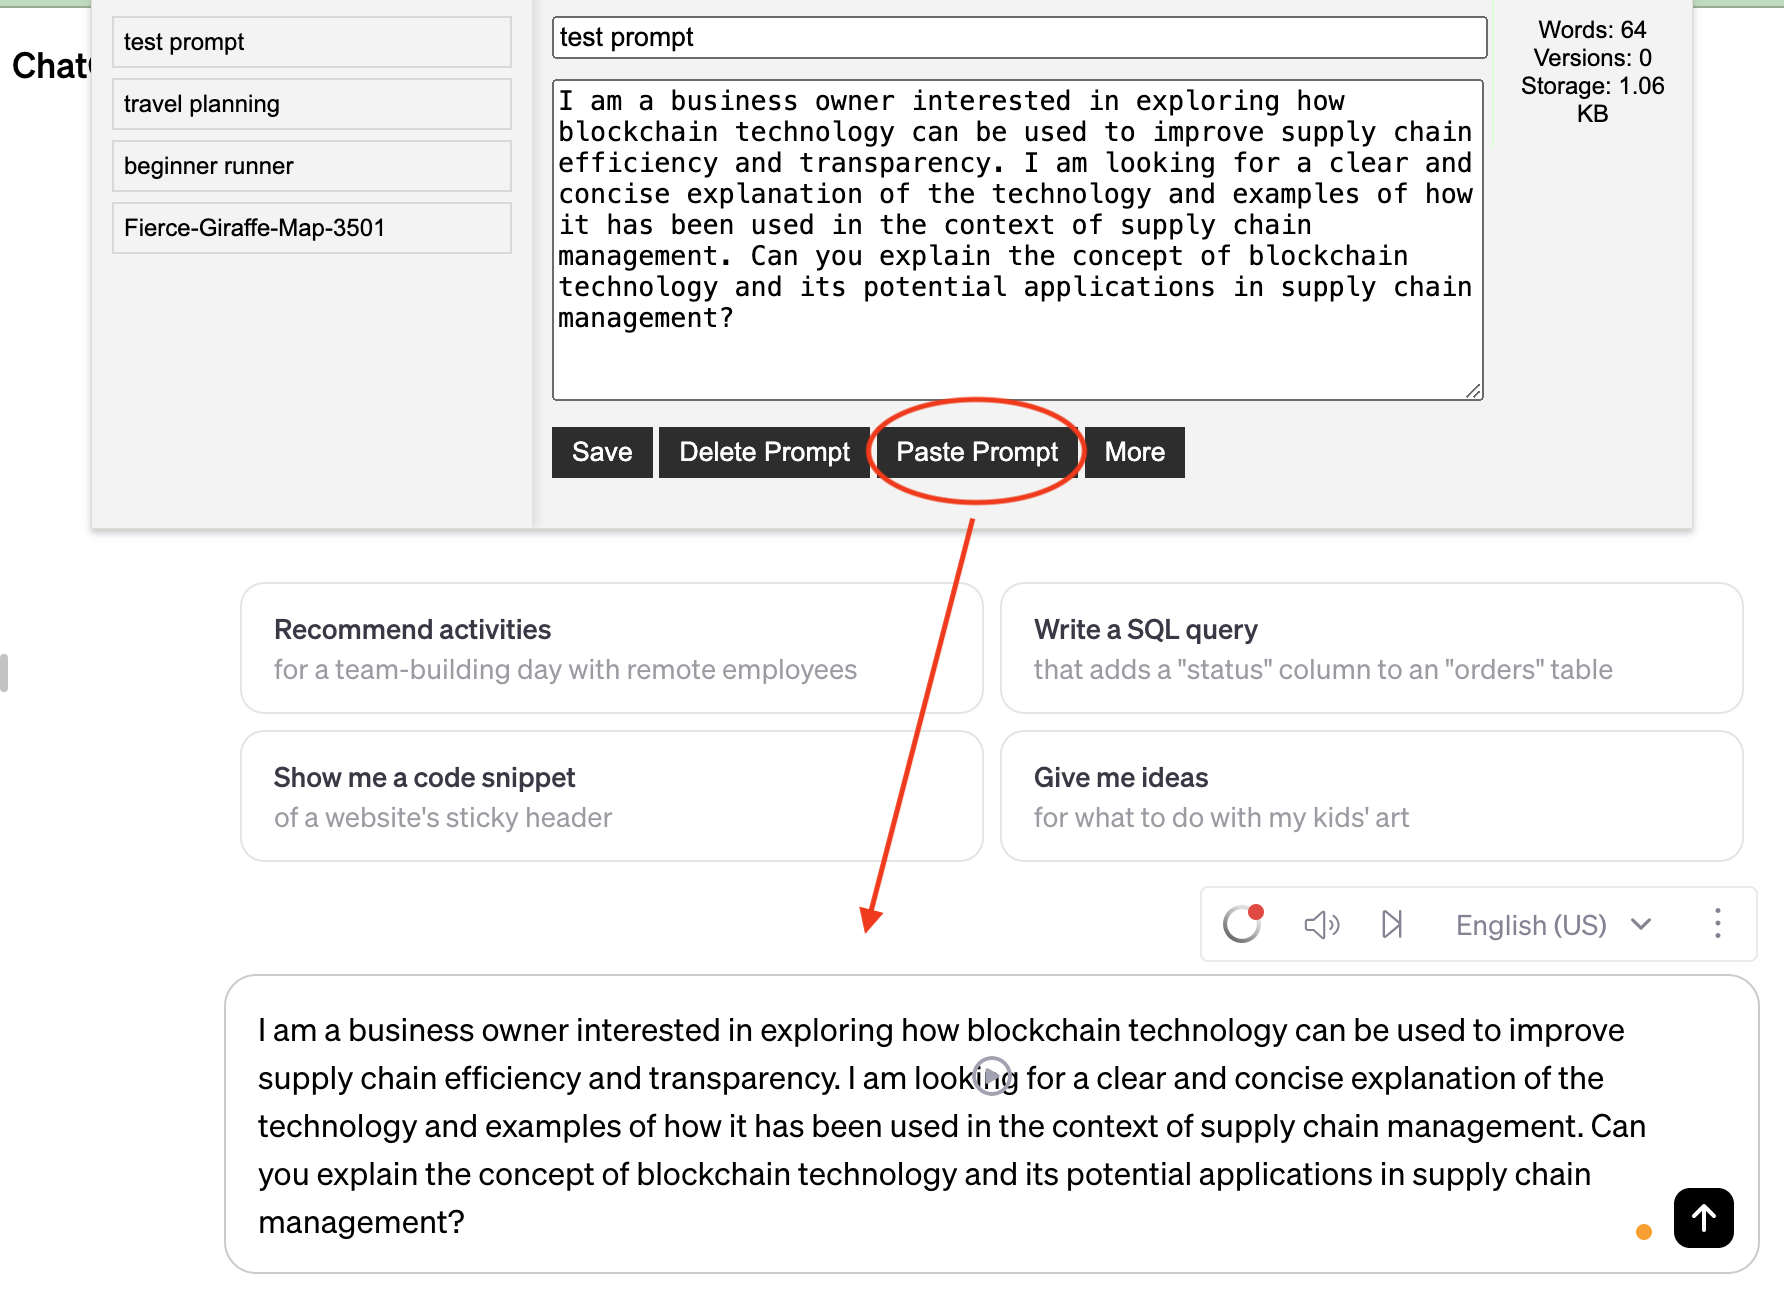 Chat
test prompt
travel planning
beginner runner
Fierce-Giraffe-Map-3501
test prompt
I am a business owner interested in exploring how
blockchain technology can be used to improve supply chain
efficiency and transparency. I am looking for a clear and
concise explanation of the technology and examples of how
it has been used in the context of supply chain
management. Can you explain the concept of blockchain
technology and its potential applications in supply chain
management?
Words: 64
Versions: 0
Storage: 1.06
KB
Save
Delete Prompt
Paste Prompt
More
Recommend activities
for a team-building day with remote employees
Write a SQL query
that adds a "status" column to an "orders" table
Show me a code snippet
of a website's sticky header
Give me ideas
for what to do with my kids' art
English (US)
I am a business owner interested in exploring how blockchain technology can be used to improve
supply chain efficiency and transparency. I am looking for a clear and concise explanation of the
technology and examples of how it has been used in the context of supply chain management. Can
you explain the concept of blockchain technology and its potential applications in supply chain
management?